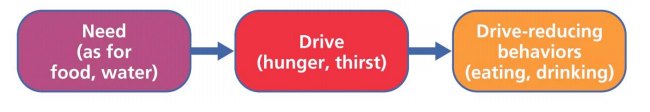 Need
(as for
food, water)
Drive
(hunger, thirst)
Drive-reducing
behaviors
(eating, drinking)